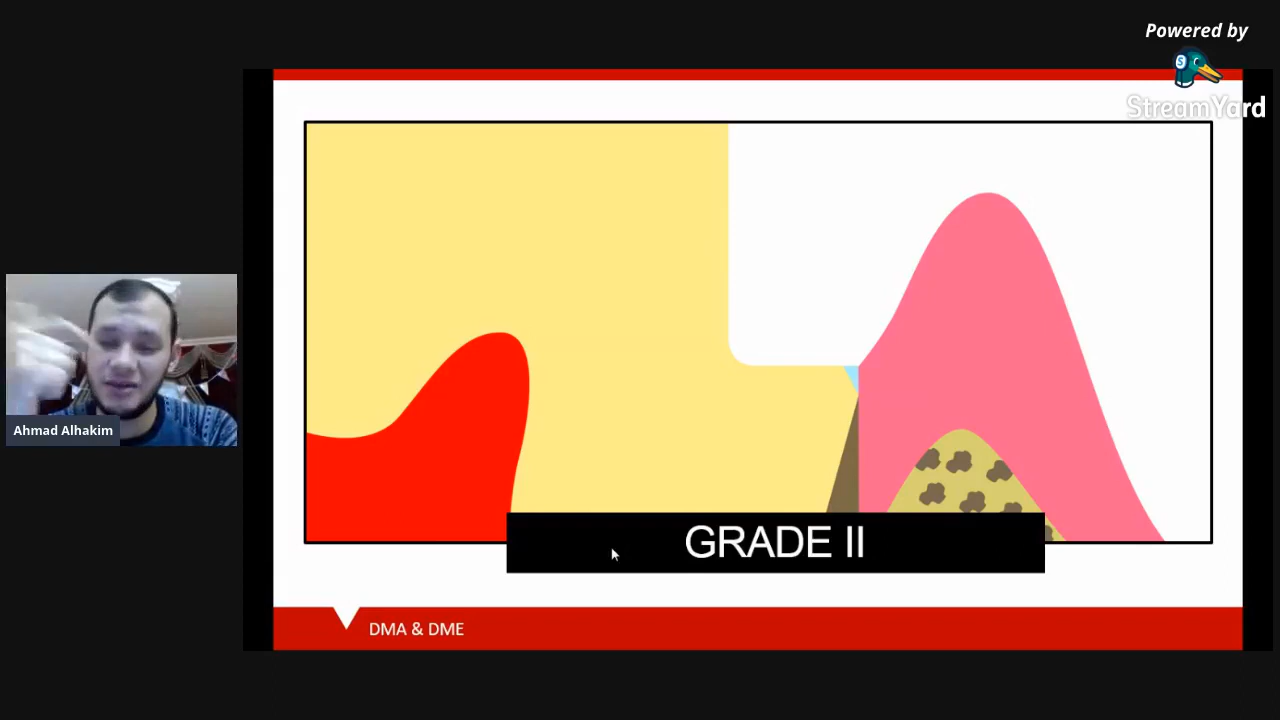 Powered by
StreamYard
Ahmad Alhakim
GRADE II
DMA & DME